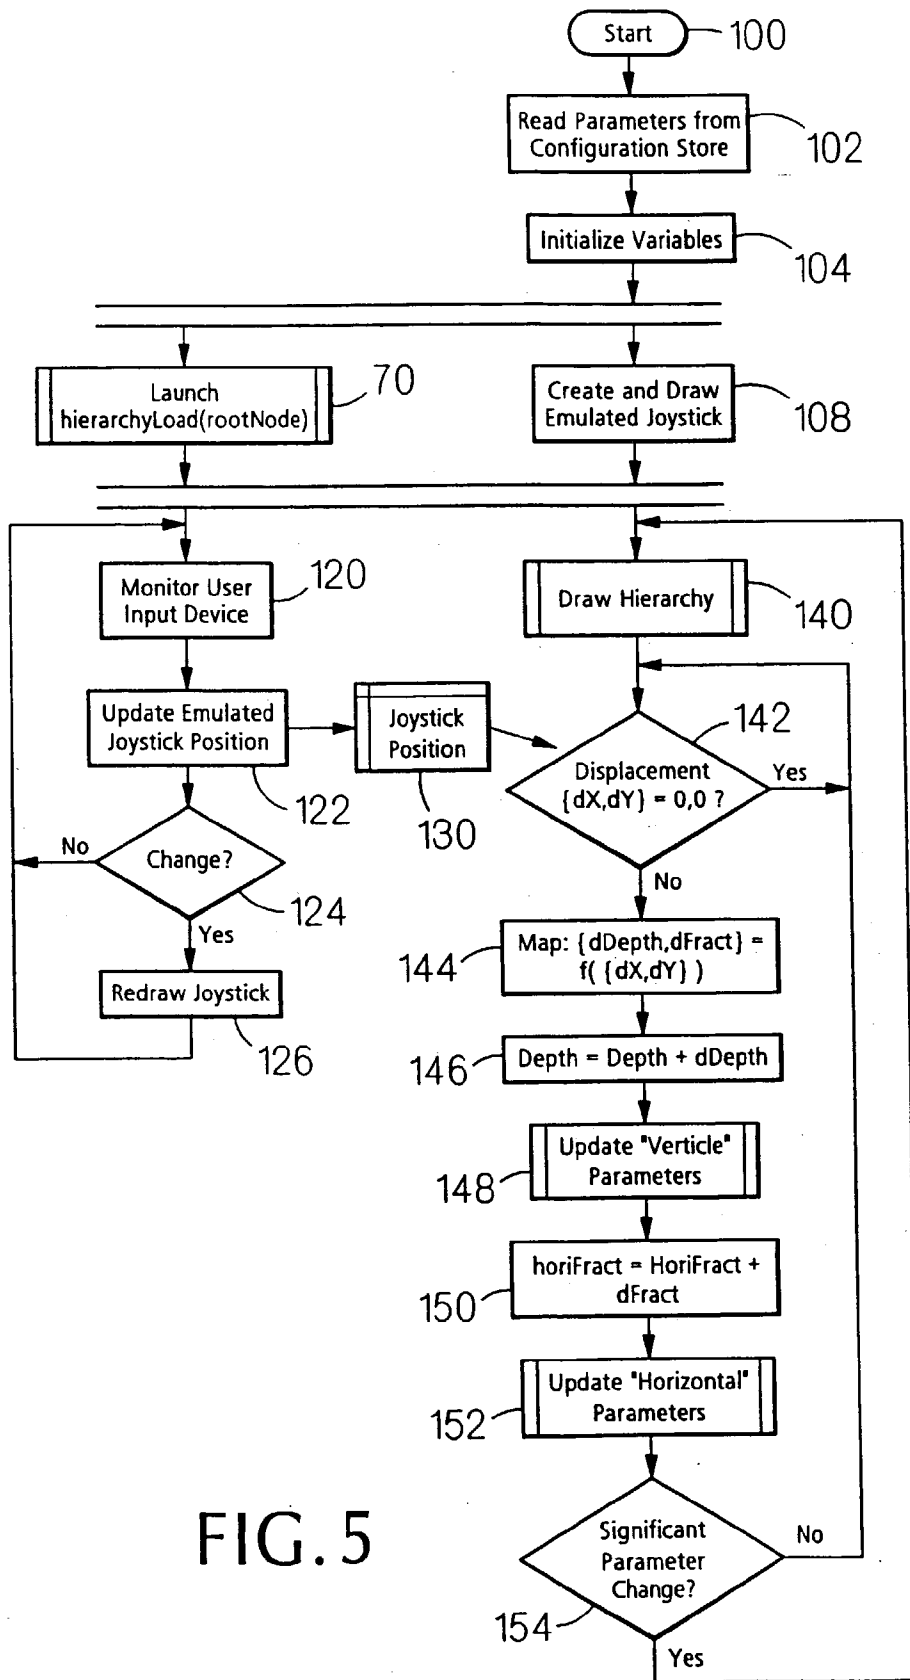 Start
100
Read Parameters from
Configuration Store
102
Initialize Variables
104
Launch
hierarchyLoad(rootNode)
70
Create and Draw
Emulated Joystick
108
Monitor User
Input Device
120
Draw Hierarchy
140
Update Emulated
Joystick Position
122
Joystick
Position
130
Displacement
{dX,dY} = 0,0 ?
142
Yes
No
Change?
124
No
Yes
Redraw Joystick
126
Map: {dDepth,dFract} =
f( {dX,dY} )
144
Depth = Depth + dDepth
146
Update "Verticle"
Parameters
148
horiFract = HoriFract +
dFract
150
Update "Horizontal"
Parameters
152
Significant
Parameter
Change?
154
No
Yes
FIG. 5